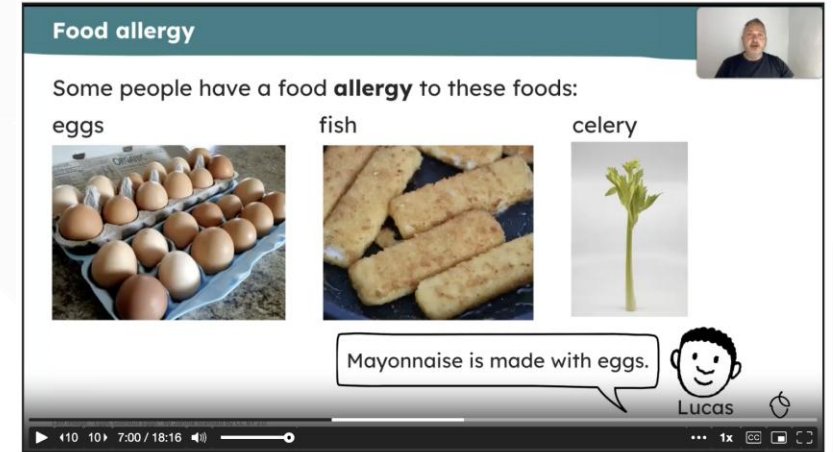 Food allergy
Some people have a food allergy to these foods:
eggs
fish
celery
Mayonnaise is made with eggs.
Lucas
10 10 7:00 / 18:16 1x CC